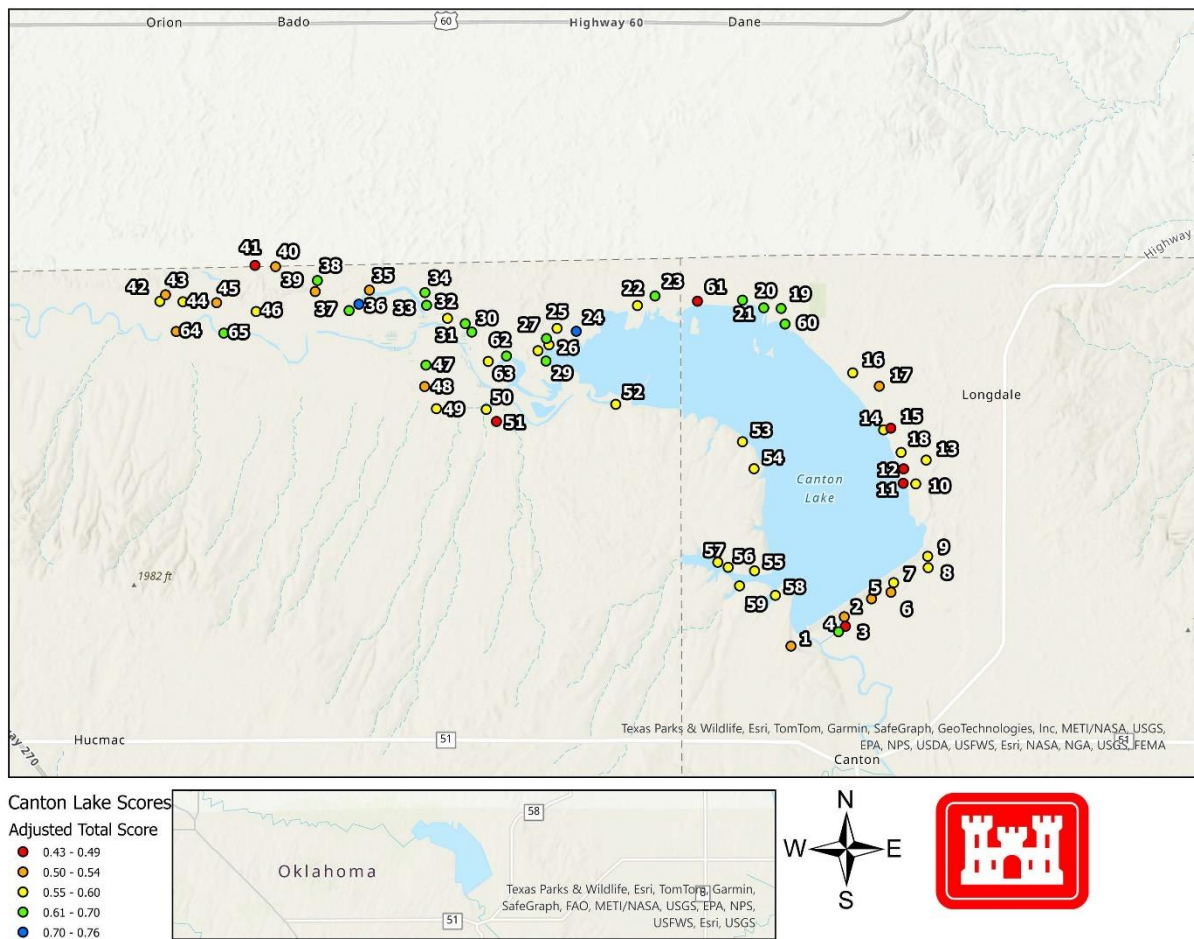 Orion
Bado
60
Highway 60
Dane
41
40
38
35
34
23
61
20
19
42
43
44
45
39
37
36
33
32
22
21
60
64
65
46
31
30
62
27
25
24
26
29
63
47
48
49
50
51
52
16
17
Longdale
Highway
14
15
18
13
12
11
10
53
54
Canton
Lake
57
56
55
59
58
9
8
7
5
6
2
4
3
1
1982 ft
Texas Parks & Wildlife, Esri, TomTom, Garmin, SafeGraph, GeoTechnologies, Inc, METI/NASA, USGS,
EPA, NPS, USDA, USFWS, Esri, NASA, NGA, USGS, FEMA
Hucmac
51
51
Canton
way 270
Canton Lake Scores
Adjusted Total Score
0.43 - 0.49
0.50 - 0.54
0.55 - 0.60
0.61 - 0.70
0.70 - 0.76
58
Oklahoma
51
8
Texas Parks & Wildlife, Esri, TomTom, Garmin,
SafeGraph, FAO, METI/NASA, USGS, EPA, NPS,
USFWS, Esri, USGS
N
W
E
S